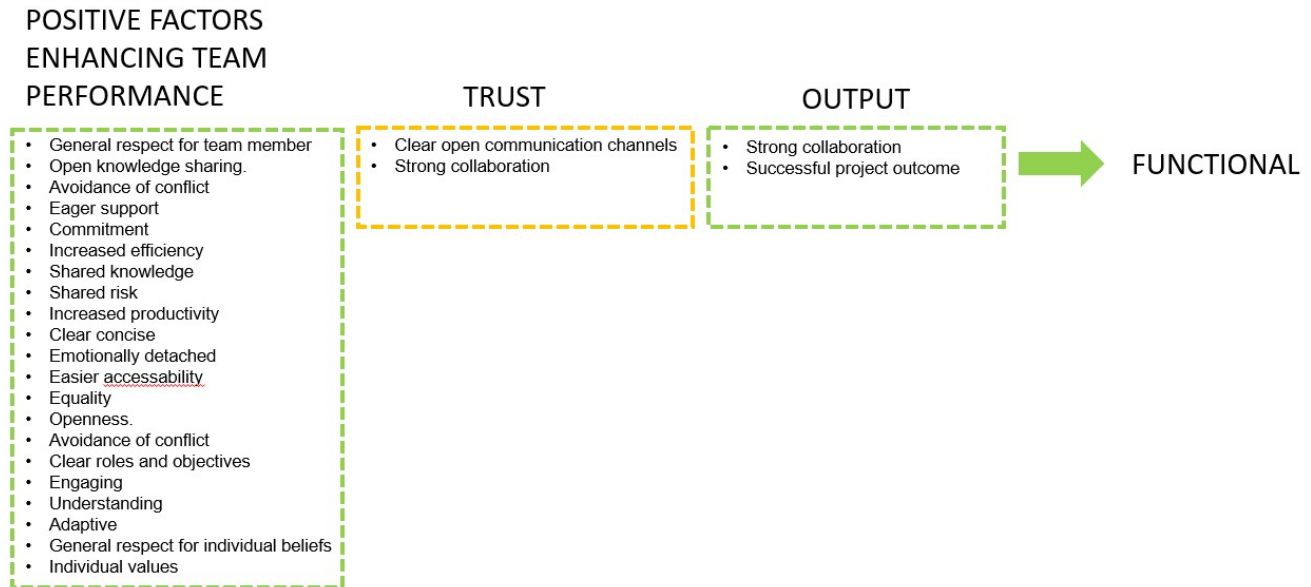 POSITIVE FACTORS
ENHANCING TEAM
PERFORMANCE
• General respect for team member
• Open knowledge sharing.
• Avoidance of conflict
• Eager support
• Commitment
• Increased efficiency
• Shared knowledge
• Shared risk
• Increased productivity
• Clear concise
• Emotionally detached
• Easier accessability
• Equality
• Openness.
• Avoidance of conflict
• Clear roles and objectives
• Engaging
• Understanding
• Adaptive
• General respect for individual beliefs
• Individual values
TRUST
• Clear open communication channels
• Strong collaboration
OUTPUT
• Strong collaboration
• Successful project outcome
FUNCTIONAL